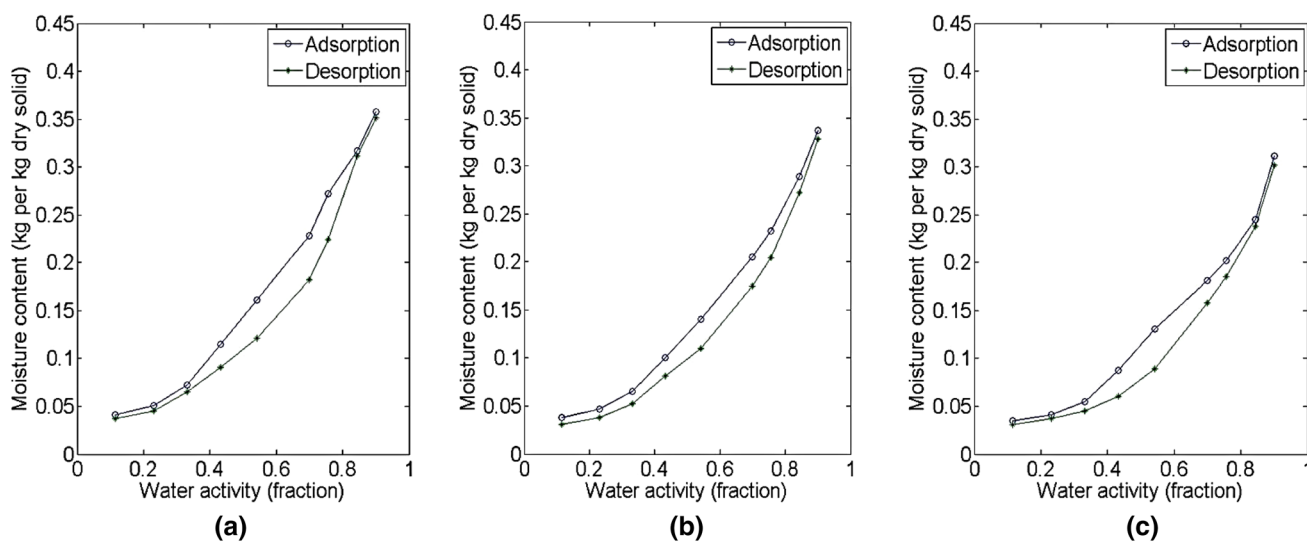 0.45
0.4
0.35
0.3
0.25
0.2
0.15
0.1
0.05
0
0 0.2 0.4 0.6 0.8 1
Moisture content (kg per kg dry solid)
Water activity (fraction)
Adsorption
Desorption
(a)
0.45
0.4
0.35
0.3
0.25
0.2
0.15
0.1
0.05
0
0 0.2 0.4 0.6 0.8 1
Moisture content (kg per kg dry solid)
Water activity (fraction)
Adsorption
Desorption
(b)
0.45
0.4
0.35
0.3
0.25
0.2
0.15
0.1
0.05
0
0 0.2 0.4 0.6 0.8 1
Moisture content (kg per kg dry solid)
Water activity (fraction)
Adsorption
Desorption
(c)